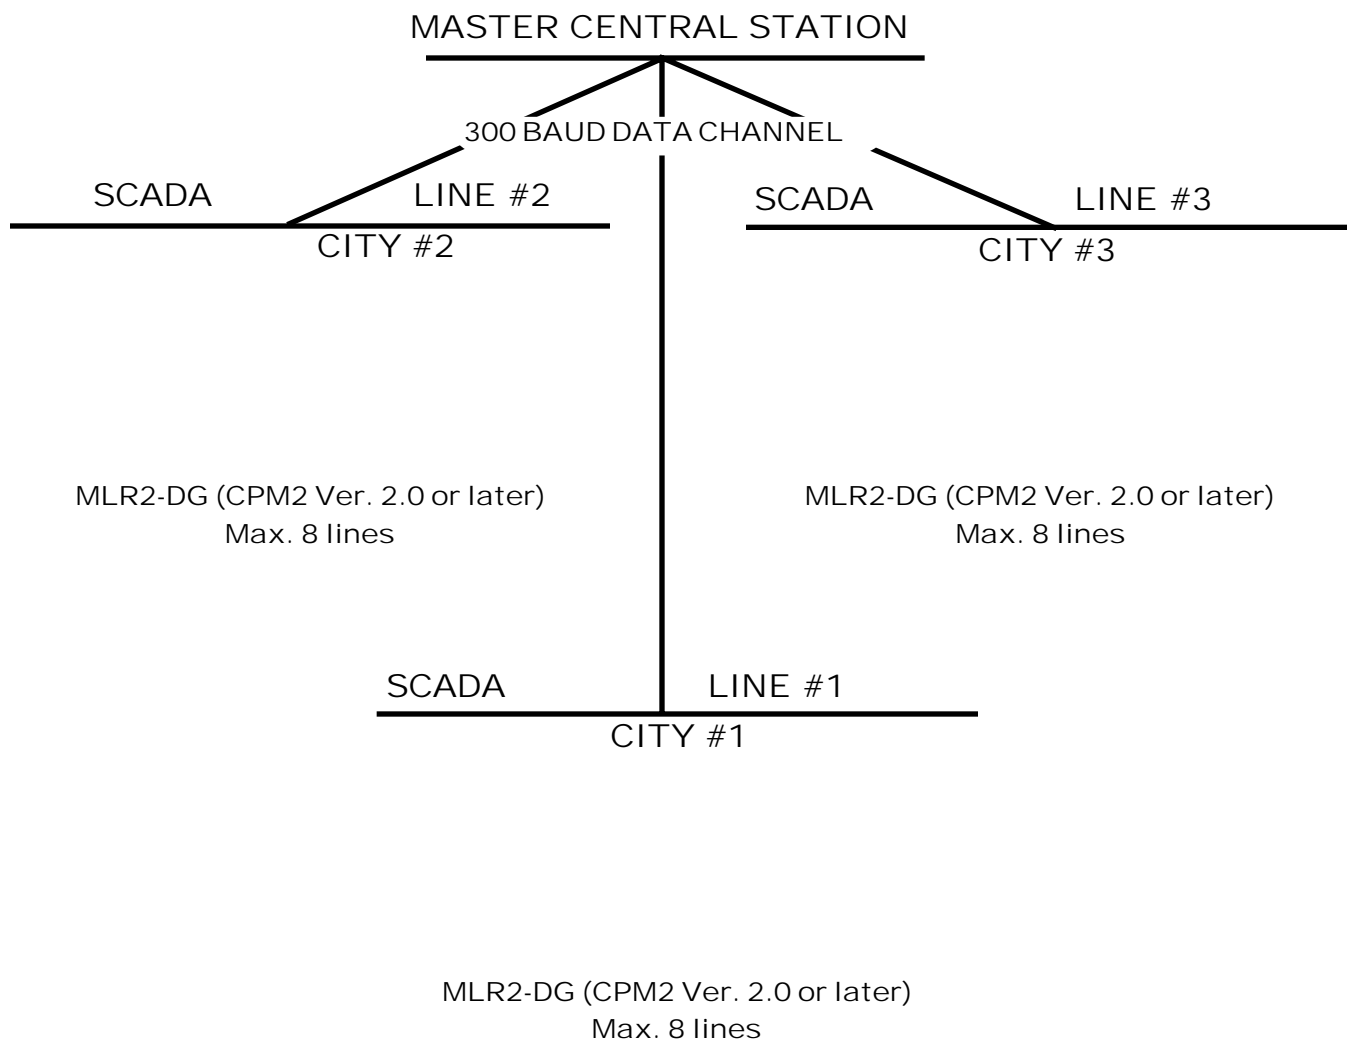 MASTER CENTRAL STATION
300 BAUD DATA CHANNEL
SCADA LINE #2
CITY #2
SCADA LINE #3
CITY #3
MLR2-DG (CPM2 Ver. 2.0 or later)
Max. 8 lines
MLR2-DG (CPM2 Ver. 2.0 or later)
Max. 8 lines
SCADA LINE #1
CITY #1
MLR2-DG (CPM2 Ver. 2.0 or later)
Max. 8 lines